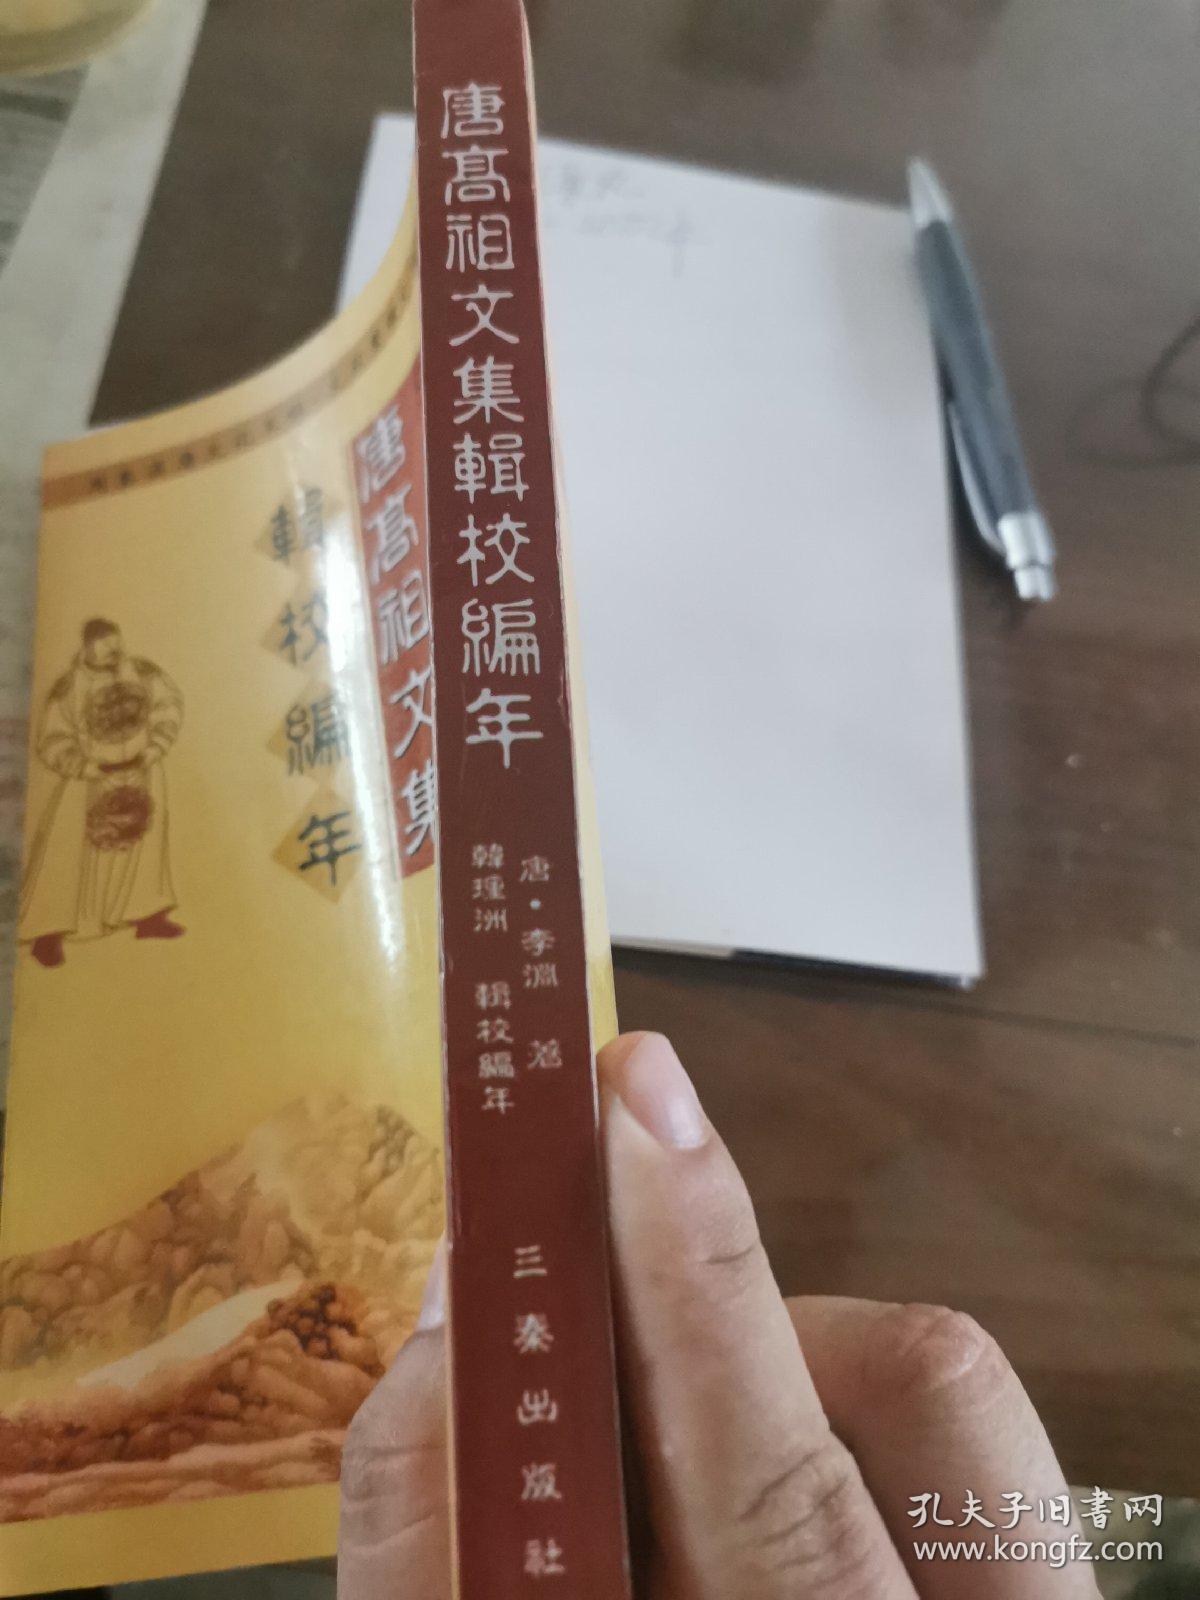 唐高祖文集輯校編年
唐·李淵 著
韓理洲 輯校編年
三秦出版社
唐高祖文集
輯校編年
孔夫子旧书网
www.kongfz.com